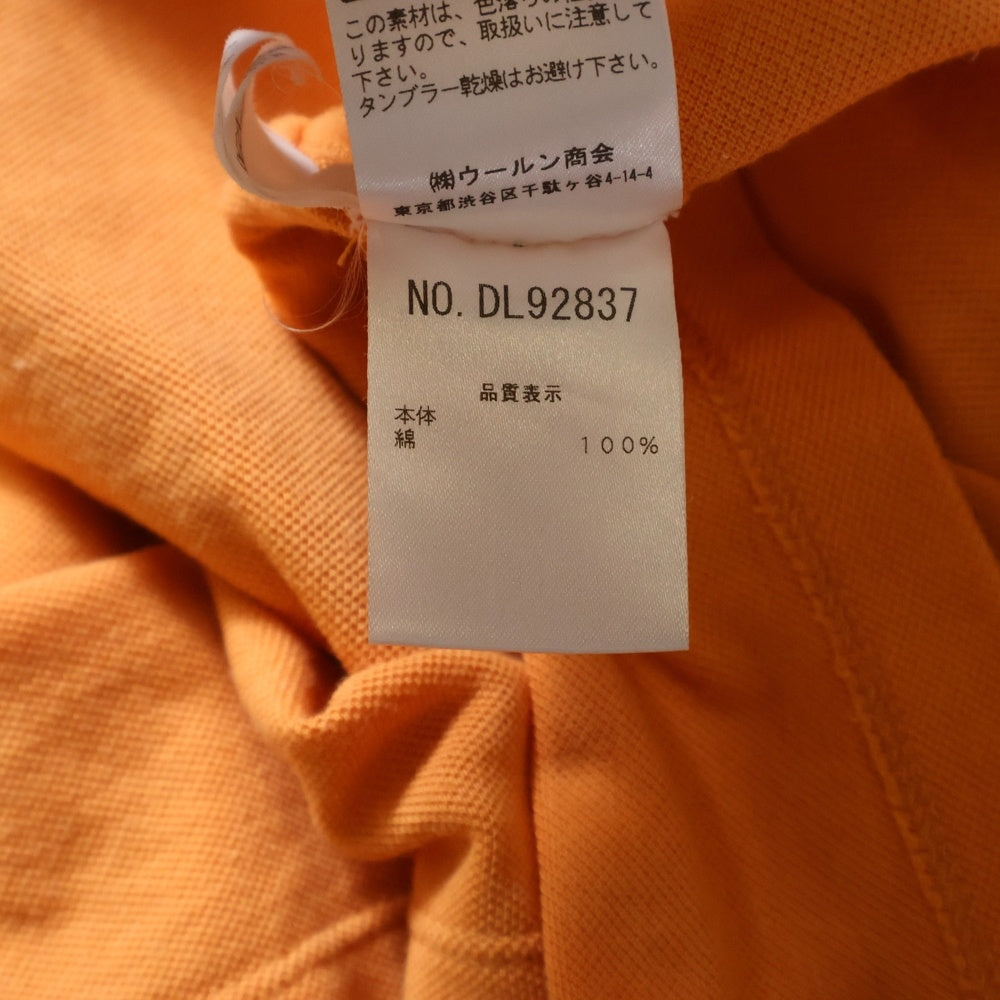 この素材は、色落ちの
りますので、取扱いに注意して
下さい。
タンブラー乾燥はお避け下さい。
㈱ウールン商会
東京都渋谷区千駄ヶ谷4-14-4
NO. DL92837
品質表示
本体
綿 100%